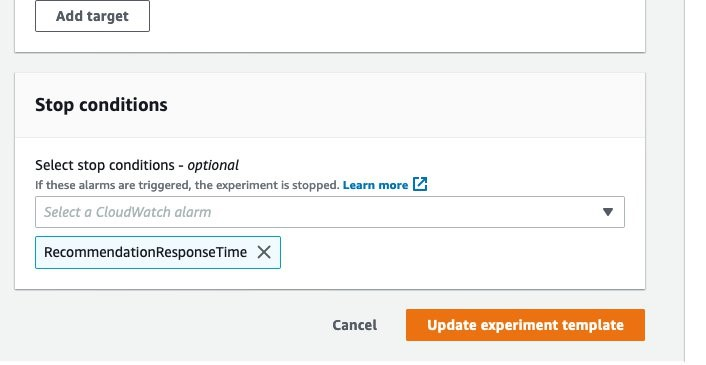 Add target
Stop conditions
Select stop conditions - optional
If these alarms are triggered, the experiment is stopped. Learn more
Select a CloudWatch alarm
RecommendationResponseTime
Cancel
Update experiment template